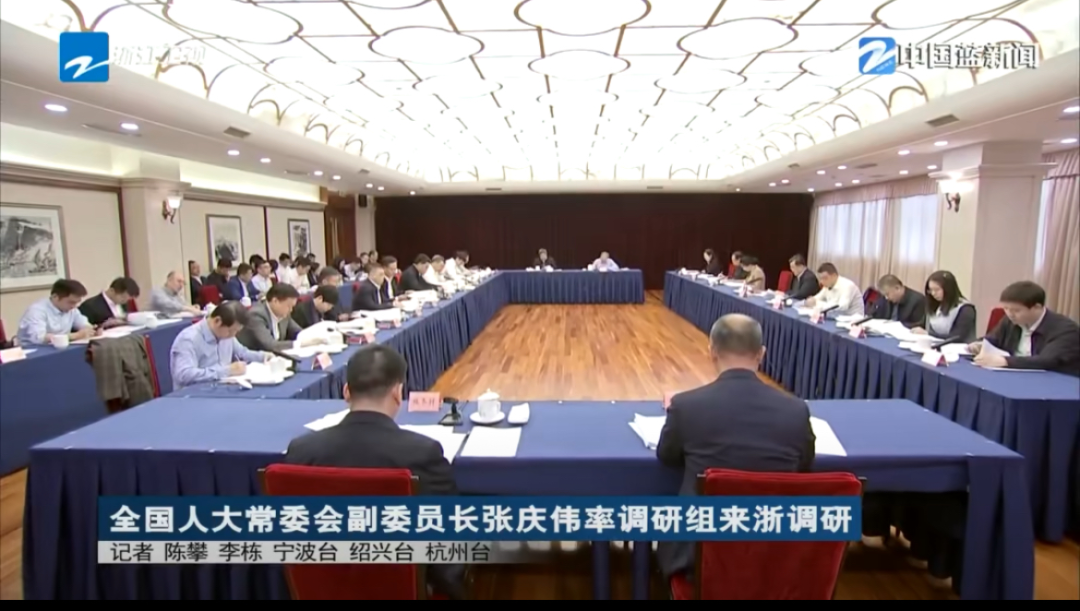 浙江卫视
中国蓝新闻
全国人大常委会副委员长张庆伟率调研组来浙调研
记者 陈攀 李栋 宁波台 绍兴台 杭州台